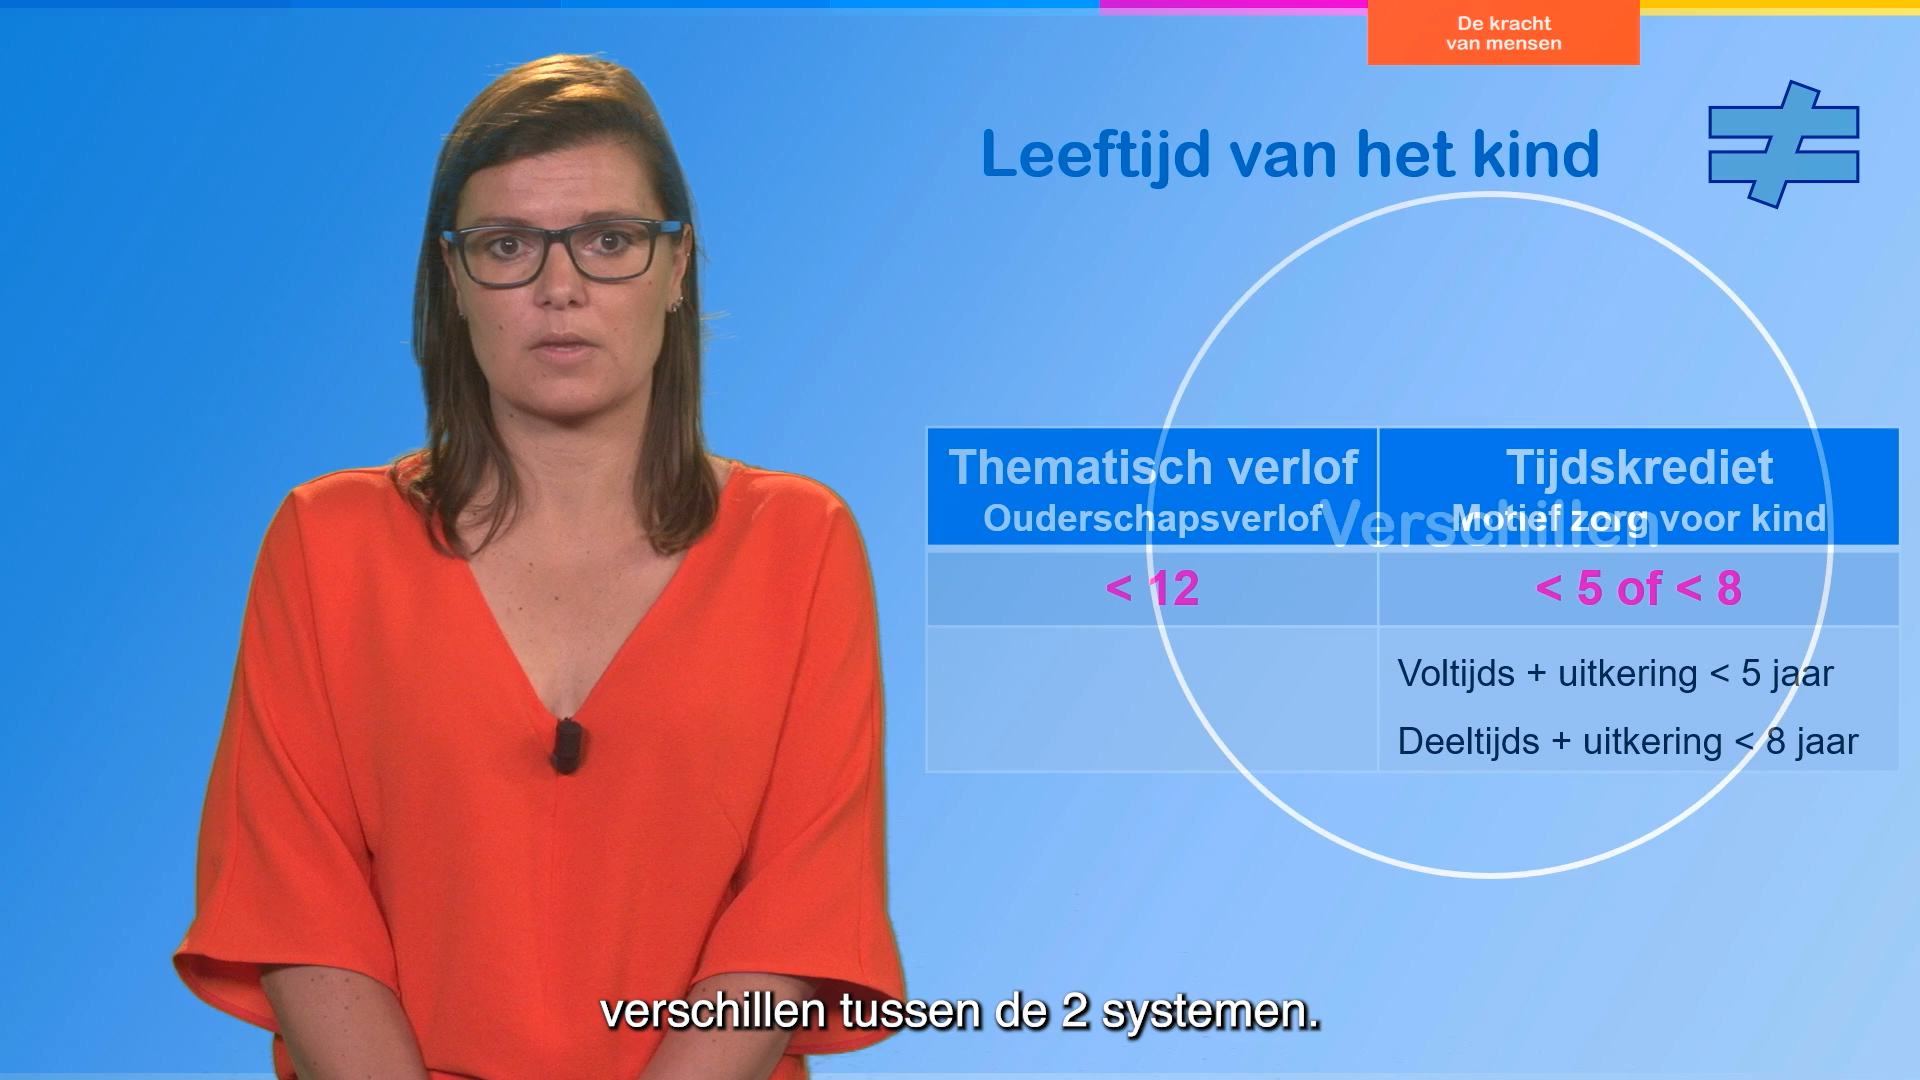 De kracht
van mensen
Leeftijd van het kind
Thematisch verlof
Ouderschapsverlof
Tijdskrediet
Motief zorg voor kind
Verschillen
< 12
< 5 of < 8
Voltijds + uitkering < 5 jaar
Deeltijds + uitkering < 8 jaar
verschillen tussen de 2 systemen.